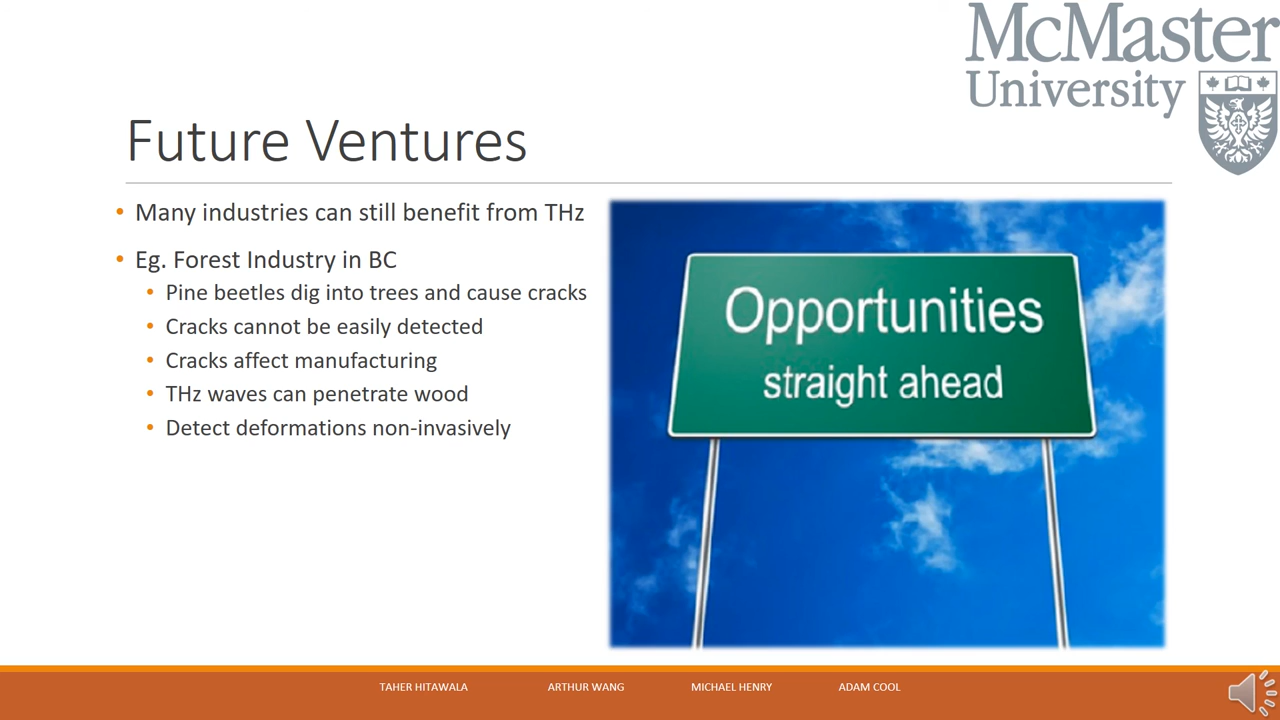 McMaster
University
Future Ventures
• Many industries can still benefit from THz
• Eg. Forest Industry in BC
• Pine beetles dig into trees and cause cracks
• Cracks cannot be easily detected
• Cracks affect manufacturing
• THz waves can penetrate wood
• Detect deformations non-invasively
Opportunities
straight ahead
TAHER HITAWALA ARTHUR WANG MICHAEL HENRY ADAM COOL